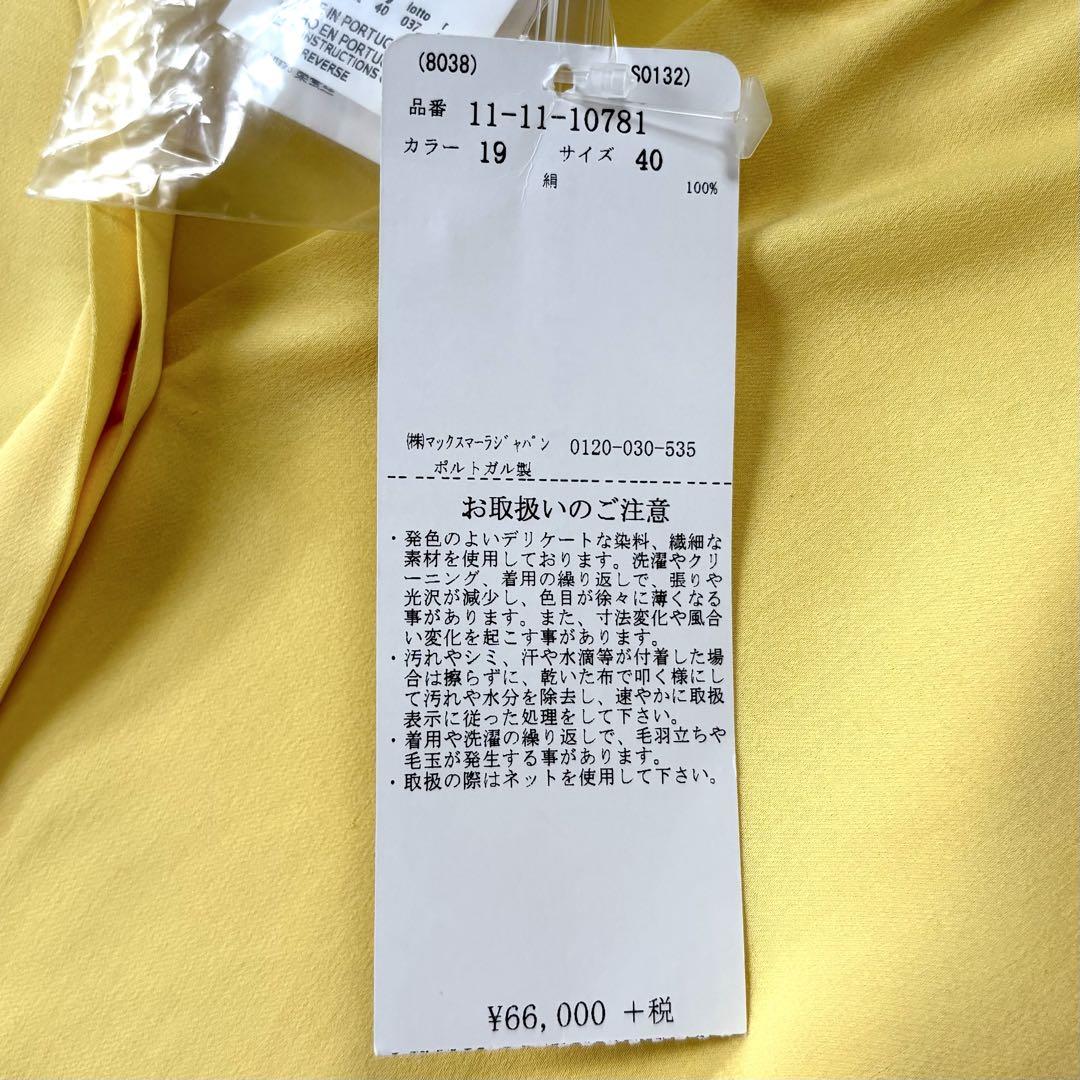 lotto
40 037
IN PORTUG
O EN PORTU
NSTRUCTIONS
REVERSE
(8038) S0132)
品番 11-11-10781
カラー 19 サイズ 40
絹 100%
㈱マックスマーラジャパン 0120-030-535
ポルトガル製
お取扱いのご注意
・発色のよいデリケートな染料、繊細な
素材を使用しております。洗濯やクリ
ーニング、着用の繰り返しで、張りや
光沢が減少し、色目が徐々に薄くなる
事があります。また、寸法変化や風合
い変化を起こす事があります。
・汚れやシミ、汗や水滴等が付着した場
合は擦らずに、乾いた布で叩く様にし
て汚れや水分を除去し、速やかに取扱
表示に従った処理をして下さい。
・着用や洗濯の繰り返しで、毛羽立ちや
毛玉が発生する事があります。
・取扱の際はネットを使用して下さい。
¥66,000 +税